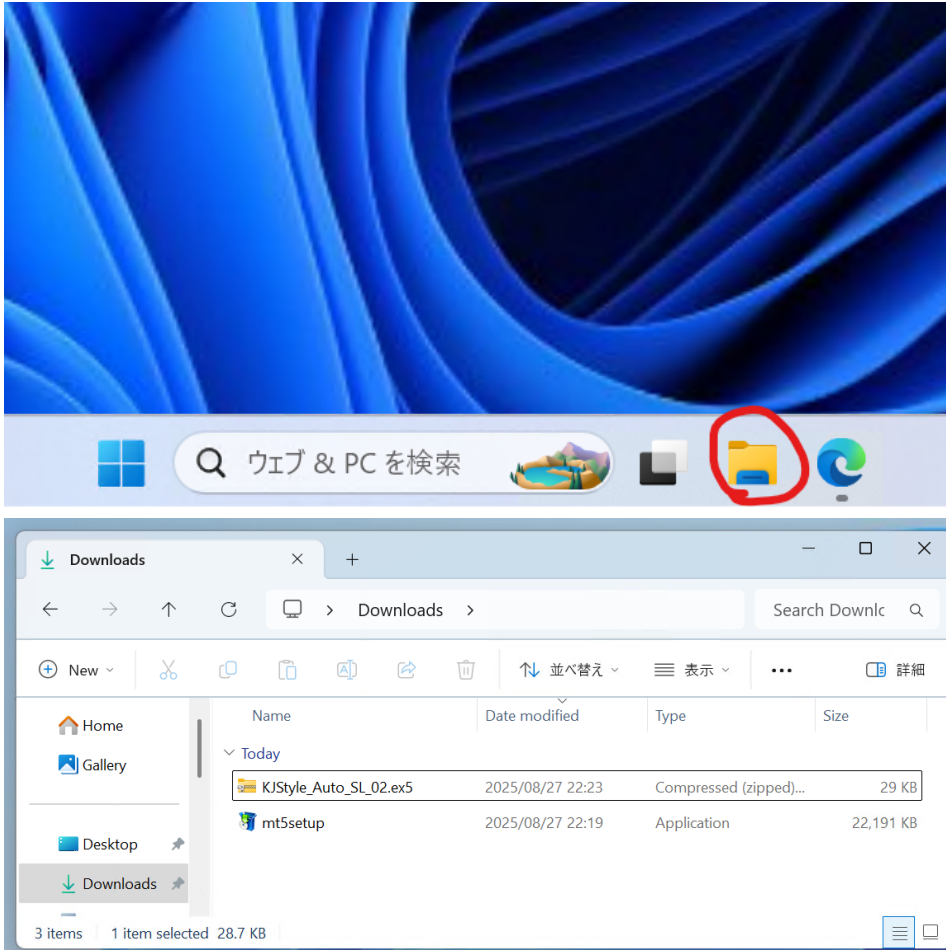 ウェブ & PC を検索
Downloads
Downloads
Search Downlc
New 並べ替え 表示 詳細
Name Date modified Type Size
Home
Gallery
Desktop
Downloads
Today
KJStyle_Auto_SL_02.ex5 2025/08/27 22:23 Compressed (zipped)... 29 KB
mt5setup 2025/08/27 22:19 Application 22,191 KB
3 items 1 item selected 28.7 KB